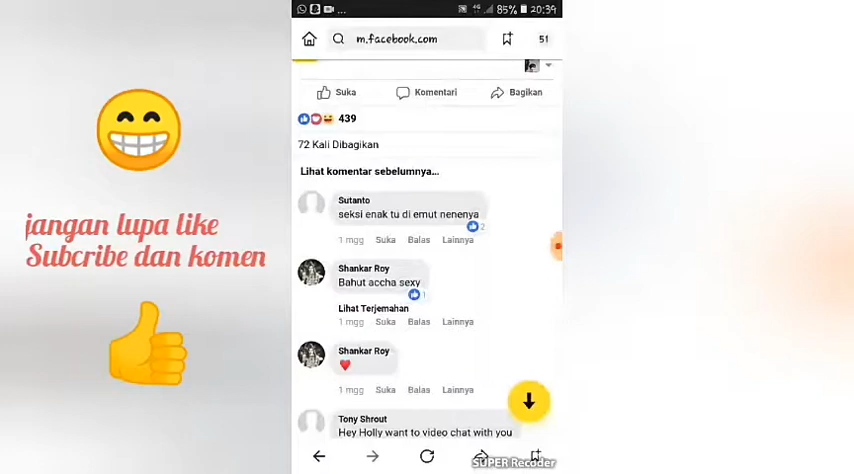 85% 20:39
m.facebook.com 51
Suka Komentari Bagikan
439
72 Kali Dibagikan
Lihat komentar sebelumnya...
Sutanto
seksi enak tu di emut nenenya
2
1 mgg Suka Balas Lainnya
Shankar Roy
Bahut accha sexy
1
Lihat Terjemahan
1 mgg Suka Balas Lainnya
Shankar Roy
1 mgg Suka Balas Lainnya
Tony Shrout
Hey Holly want to video chat with you
jangan lupa like
Subcribe dan komen
SUPER Recorder